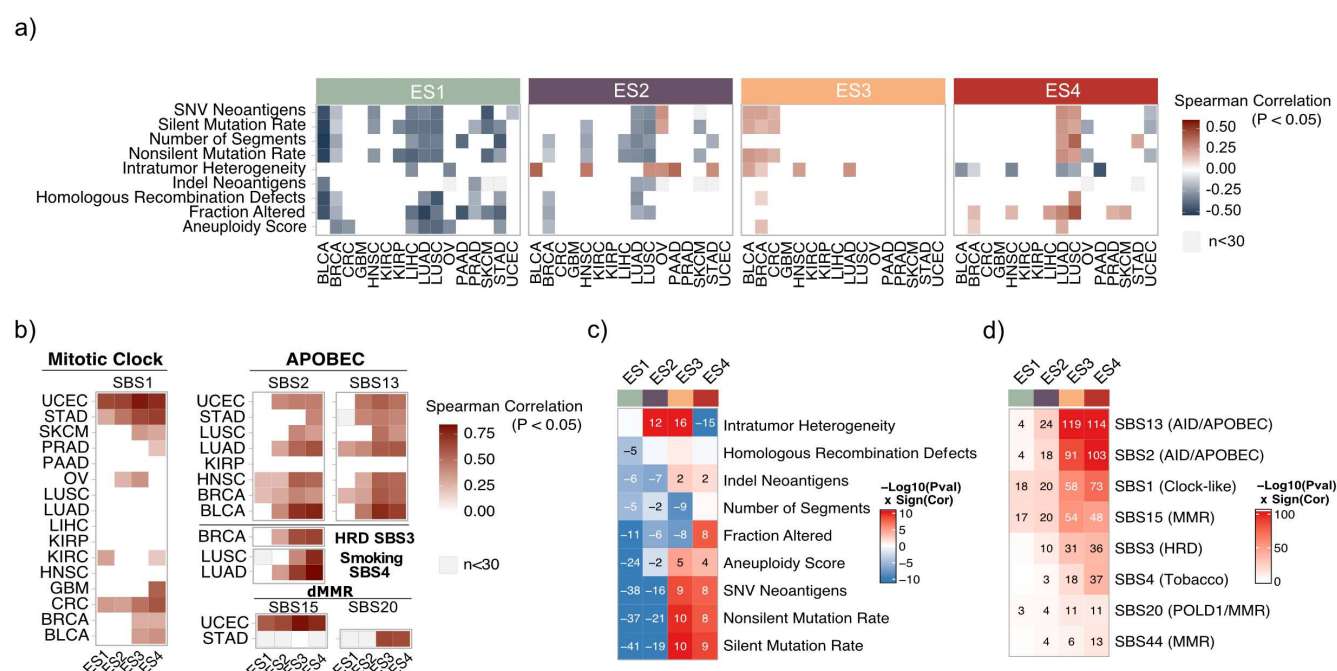 a)
ES1 ES2 ES3 ES4
SNV Neoantigens
Silent Mutation Rate
Number of Segments
Nonsilent Mutation Rate
Intratumor Heterogeneity
Indel Neoantigens
Homologous Recombination Defects
Fraction Altered
Aneuploidy Score
BLCA BRCA CRC GBM HNSC KIRC KIRP LIHC LUAD LUSC OV PAAD PRAD SKCM STAD UCEC
BLCA BRCA CRC GBM HNSC KIRC KIRP LIHC LUAD LUSC OV PAAD PRAD SKCM STAD UCEC
BLCA BRCA CRC GBM HNSC KIRC KIRP LIHC LUAD LUSC OV PAAD PRAD SKCM STAD UCEC
BLCA BRCA CRC GBM HNSC KIRC KIRP LIHC LUAD LUSC OV PAAD PRAD SKCM STAD UCEC
Spearman Correlation
(P < 0.05)
0.50
0.25
0.00
-0.25
-0.50
n<30
b)
Mitotic Clock
SBS1
UCEC
STAD
SKCM
PRAD
PAAD
OV
LUSC
LUAD
LIHC
KIRP
KIRC
HNSC
GBM
CRC
BRCA
BLCA
ES1 ES2 ES3 ES4
APOBEC
SBS2 SBS13
UCEC
STAD
LUSC
LUAD
KIRP
HNSC
BRCA
BLCA
BRCA HRD SBS3
LUSC Smoking
LUAD SBS4
dMMR
SBS15 SBS20
UCEC
STAD
ES1 ES2 ES3 ES4 ES1 ES2 ES3 ES4
Spearman Correlation
(P < 0.05)
0.75
0.50
0.25
0.00
n<30
c)
ES1 ES2 ES3 ES4
12 16 −15 Intratumor Heterogeneity
−5 Homologous Recombination Defects
−6 −7 2 2 Indel Neoantigens
−5 −2 −9 Number of Segments
−11 −6 −8 8 Fraction Altered
−24 −2 5 4 Aneuploidy Score
−38 −16 9 8 SNV Neoantigens
−37 −21 10 8 Nonsilent Mutation Rate
−41 −19 10 9 Silent Mutation Rate
−Log10(Pval)
x Sign(Cor)
10
5
0
−5
−10
d)
ES1 ES2 ES3 ES4
4 24 119 114 SBS13 (AID/APOBEC)
4 18 91 103 SBS2 (AID/APOBEC)
18 20 58 73 SBS1 (Clock-like)
17 20 54 48 SBS15 (MMR)
10 31 36 SBS3 (HRD)
3 18 37 SBS4 (Tobacco)
3 4 11 11 SBS20 (POLD1/MMR)
4 6 13 SBS44 (MMR)
−Log10(Pval)
x Sign(Cor)
100
50
0